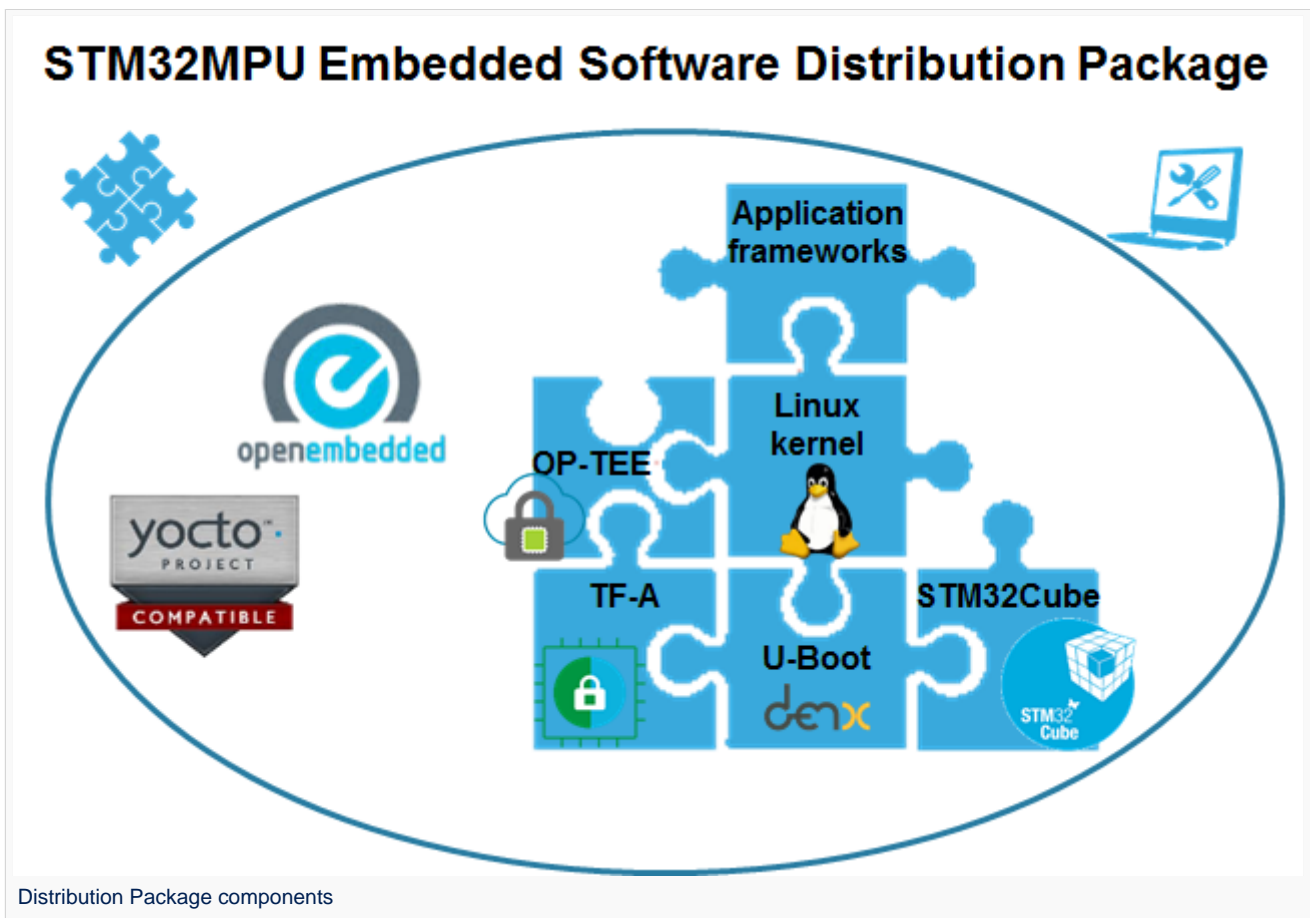 STM32MPU Embedded Software Distribution Package
Application
frameworks
Linux
kernel
openembedded
OP-TEE
yocto™
PROJECT
COMPATIBLE
TF-A
U-Boot
denx
STM32Cube
STM32
Cube
Distribution Package components